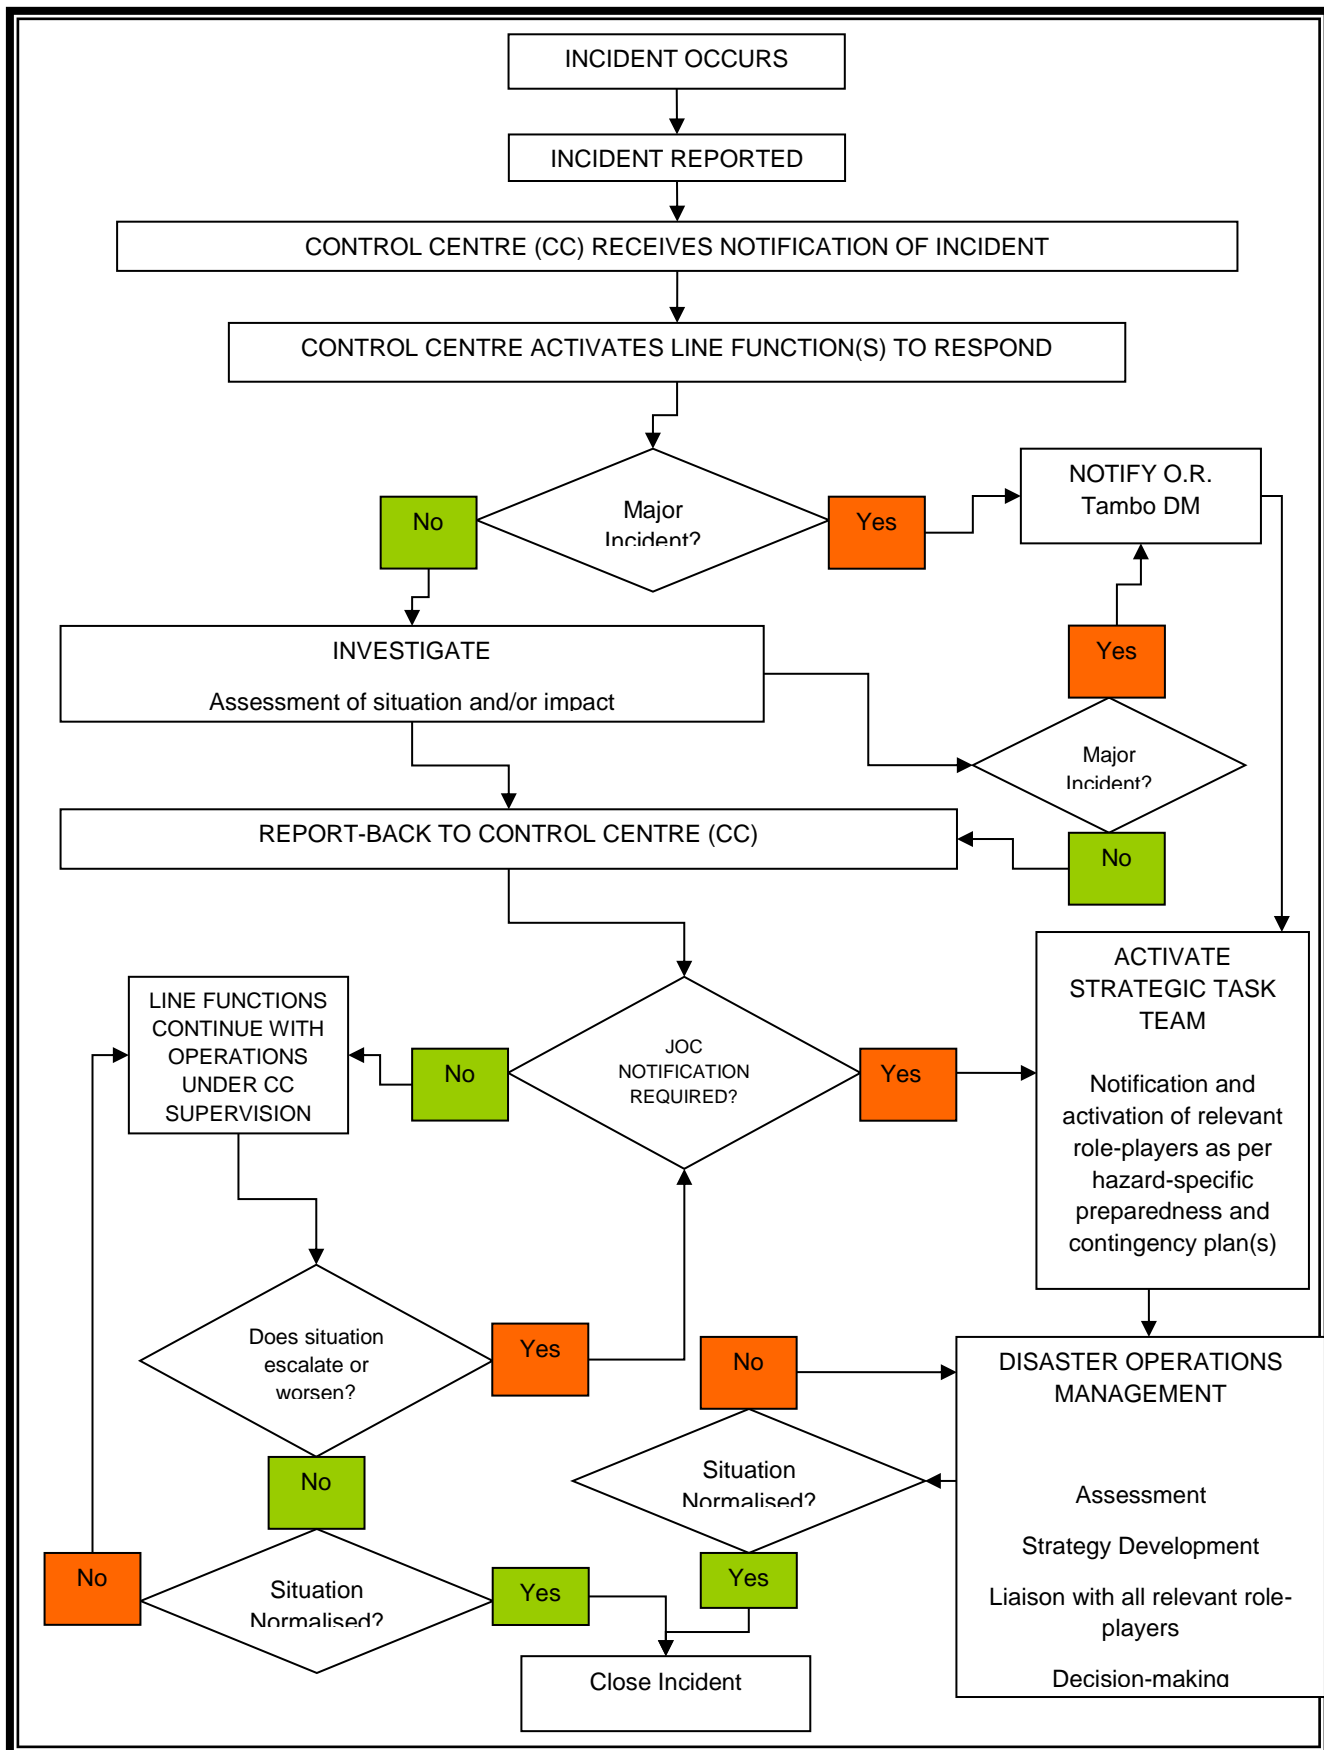 INCIDENT OCCURS
INCIDENT REPORTED
CONTROL CENTRE (CC) RECEIVES NOTIFICATION OF INCIDENT
CONTROL CENTRE ACTIVATES LINE FUNCTION(S) TO RESPOND
No
Major
Incident?
Yes
NOTIFY O.R.
Tambo DM
INVESTIGATE
Assessment of situation and/or impact
Yes
Major
Incident?
REPORT-BACK TO CONTROL CENTRE (CC)
No
LINE FUNCTIONS
CONTINUE WITH
OPERATIONS
UNDER CC
SUPERVISION
No
JOC
NOTIFICATION
REQUIRED?
Yes
ACTIVATE
STRATEGIC TASK
TEAM
Notification and
activation of relevant
role-players as per
hazard-specific
preparedness and
contingency plan(s)
Does situation
escalate or
worsen?
Yes
No
DISASTER OPERATIONS
MANAGEMENT
Assessment
Strategy Development
Liaison with all relevant role-
players
Decision-making
No
Situation
Normalised?
Yes
No
Situation
Normalised?
Yes
Close Incident